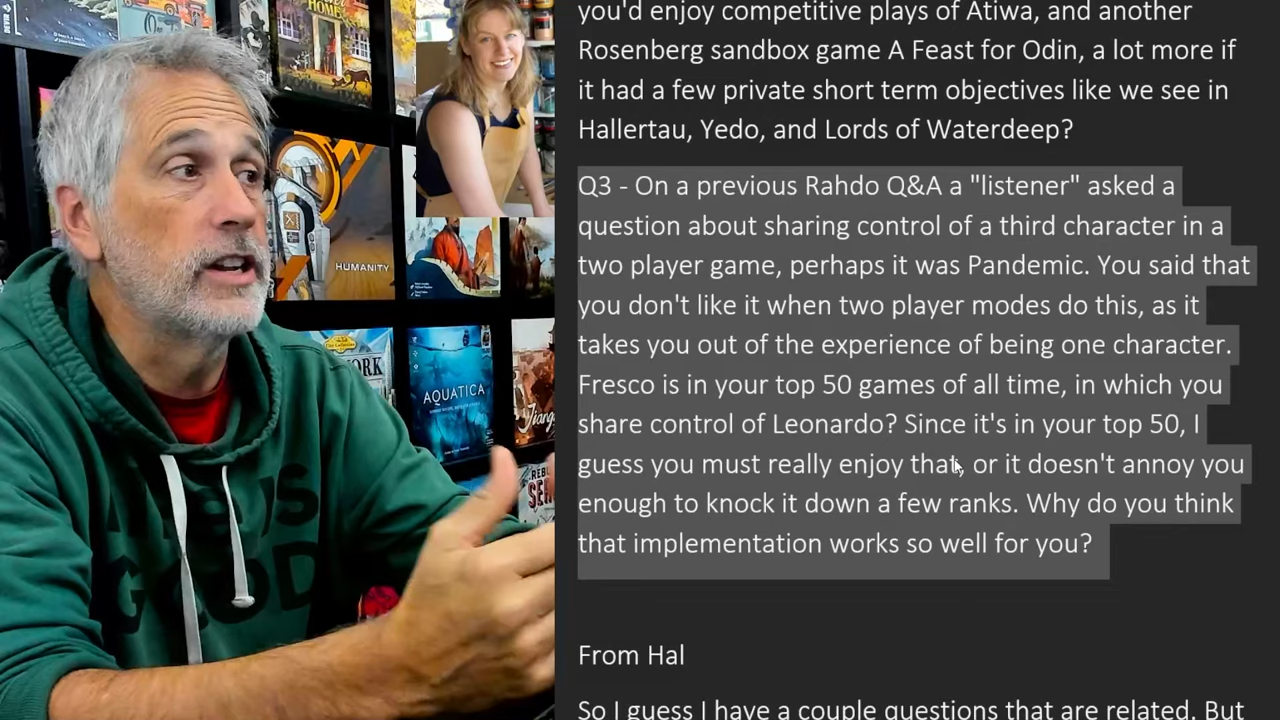 you'd enjoy competitive plays of Atiwa, and another
Rosenberg sandbox game A Feast for Odin, a lot more if
it had a few private short term objectives like we see in
Hallertau, Yedo, and Lords of Waterdeep?
Q3 - On a previous Rahdo Q&A a "listener" asked a
question about sharing control of a third character in a
two player game, perhaps it was Pandemic. You said that
you don't like it when two player modes do this, as it
takes you out of the experience of being one character.
Fresco is in your top 50 games of all time, in which you
share control of Leonardo? Since it's in your top 50, I
guess you must really enjoy that, or it doesn't annoy you
enough to knock it down a few ranks. Why do you think
that implementation works so well for you?
From Hal
So I guess I have a couple questions that are related. But
HOME
HUMANITY
AQUATICA